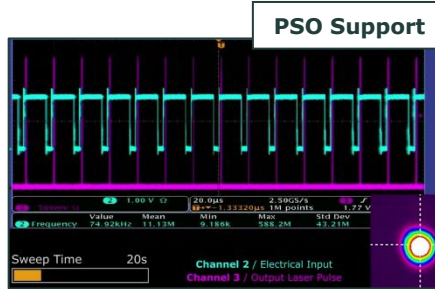 PSO Support
2 1.00 V Ω
20.0µs 2.50GS/s
-1.33320µs 1M points
1.77 V
Value Mean Min Max Std Dev
2 Frequency 74.92kHz 11.13M 9.186k 588.2M 43.21M
Sweep Time 20s
Channel 2 / Electrical Input
Channel 3 / Output Laser Pulse